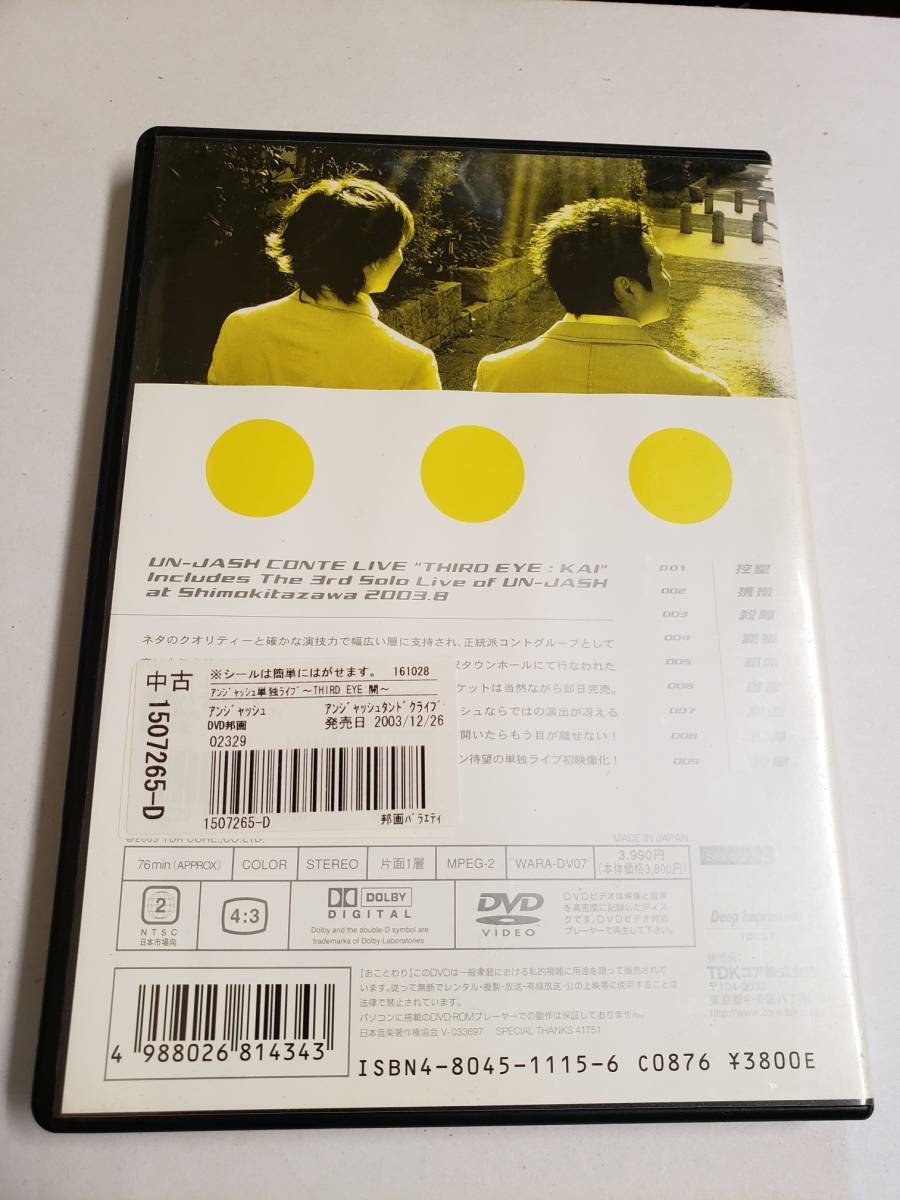 UN-JASH CONTE LIVE "THIRD EYE : KAI"
Includes The 3rd Solo Live of UN-JASH
at Shimokitazawa 2003.8
001 控室
002 携帯
003
004
005
006
007
008
009
ネタのクオリティーと確かな演技力で幅広い層に支持され、正統派コントグループとして
タウンホールにて行なわれた
ケットは当然ながら即日完売。
シュならではの演出が冴える
開いたらもう目が離せない！
ン待望の単独ライブ初映像化！
中古 1507265-D
※シールは簡単にはがせます。 161028
アンジャッシュ単独ライブ～THIRD EYE:開～
アンジャッシュ アンジャッシュタンドクライブ
DVD邦画 発売日 2003/12/26
02329
1507265-D 邦画バラエティ
©2003 TDK CORE.,CO.,LTD. MADE IN JAPAN
76min (APPROX) COLOR STEREO 片面1層 MPEG-2 WARA-DV07 3,990円
(本体価格3,800円)
2
NTSC
日本市場向
4:3
DOLBY
DIGITAL
Dolby and the double-D symbol are
trademarks of Dolby Laboratories
DVD
VIDEO
DVDビデオは映像と音声
を高密度に記録したディス
クです。DVDビデオ対応
プレーヤーで再生して下さい。
Deep Impression
発売元:
TDKコア株式会社
〒104-0032
【おことわり】このDVDは一般家庭における私的視聴に用途を限って販売されて
います。従って無断でレンタル・複製・放送・有線放送・公の上映等に使用することは
法律で禁止されています。
パソコンに搭載のDVD-ROMプレーヤーでの動作は保証しておりません。
日本音楽著作権協会 V-033697 SPECIAL THANKS 41751
4 988026 814343
ISBN4-8045-1115-6 C0876 ¥3800E